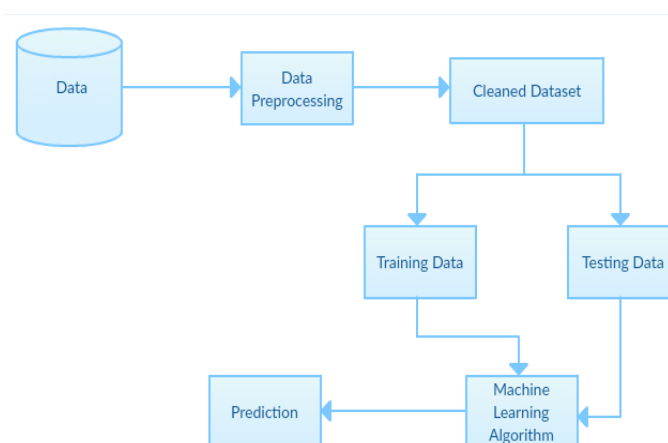 Data
Data
Preprocessing
Cleaned Dataset
Training Data
Testing Data
Prediction
Machine
Learning
Algorithm